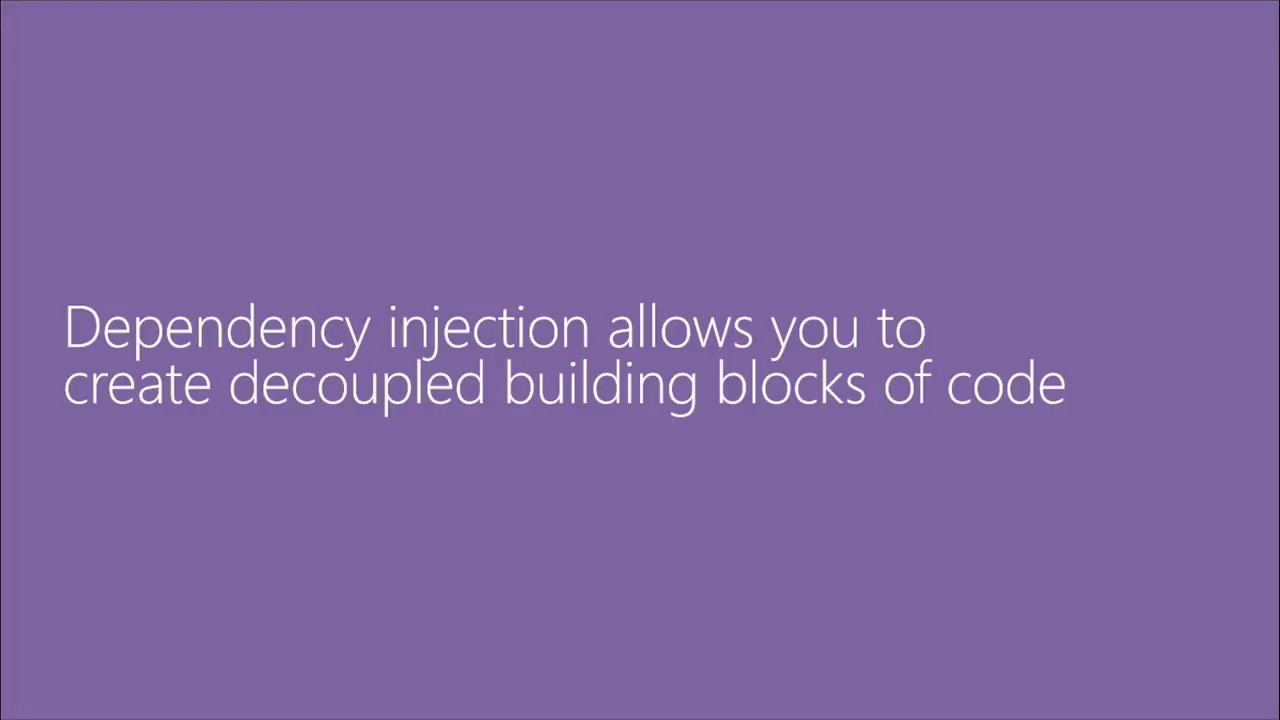 Dependency injection allows you to
create decoupled building blocks of code